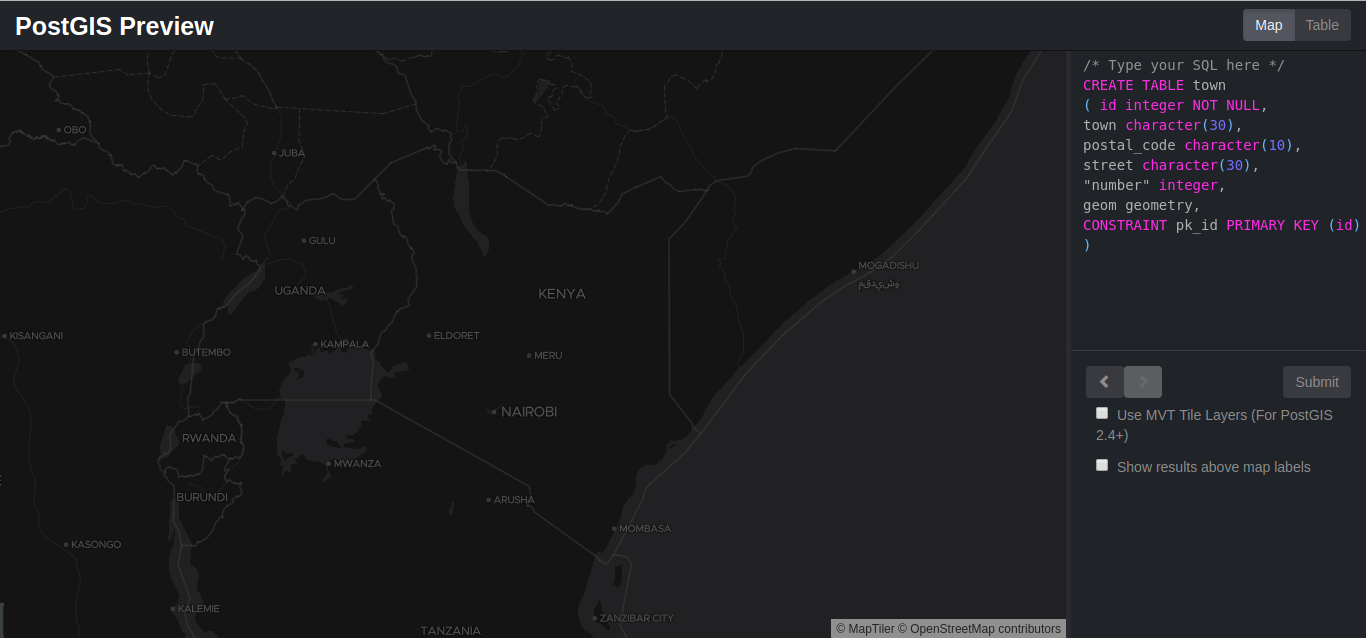 PostGIS Preview
Map
Table
/* Type your SQL here */
CREATE TABLE town
( id integer NOT NULL,
town character(30),
postal_code character(10),
street character(30),
"number" integer,
geom geometry,
CONSTRAINT pk_id PRIMARY KEY (id)
)
Submit
Use MVT Tile Layers (For PostGIS
2.4+)
Show results above map labels
OBO
JUBA
GULU
UGANDA
KENYA
MOGADISHU
KISANGANI
BUTEMBO
KAMPALA
ELDORET
MERU
NAIROBI
RWANDA
MWANZA
BURUNDI
ARUSHA
MOMBASA
KASONGO
KALEMIE
ZANZIBAR CITY
TANZANIA
© MapTiler © OpenStreetMap contributors